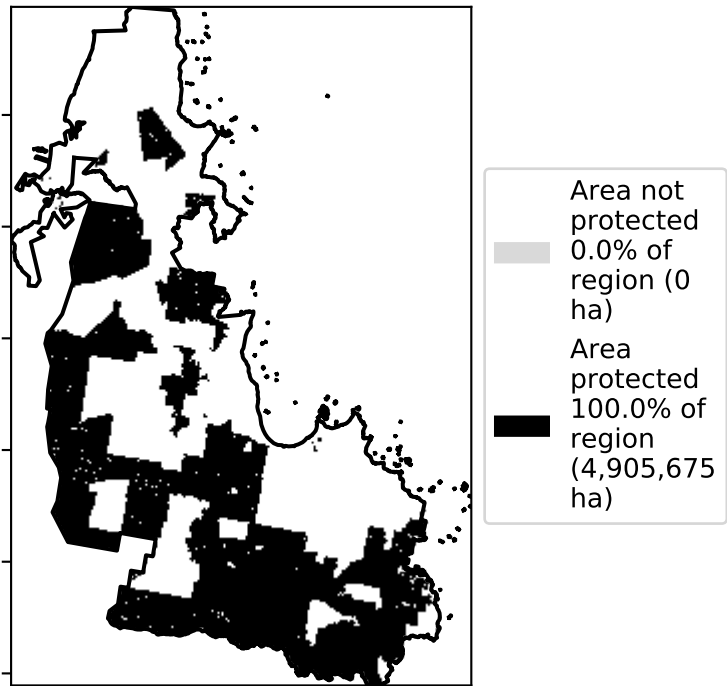 Area not
protected
0.0% of
region (0
ha)
Area
protected
100.0% of
region
(4,905,675
ha)